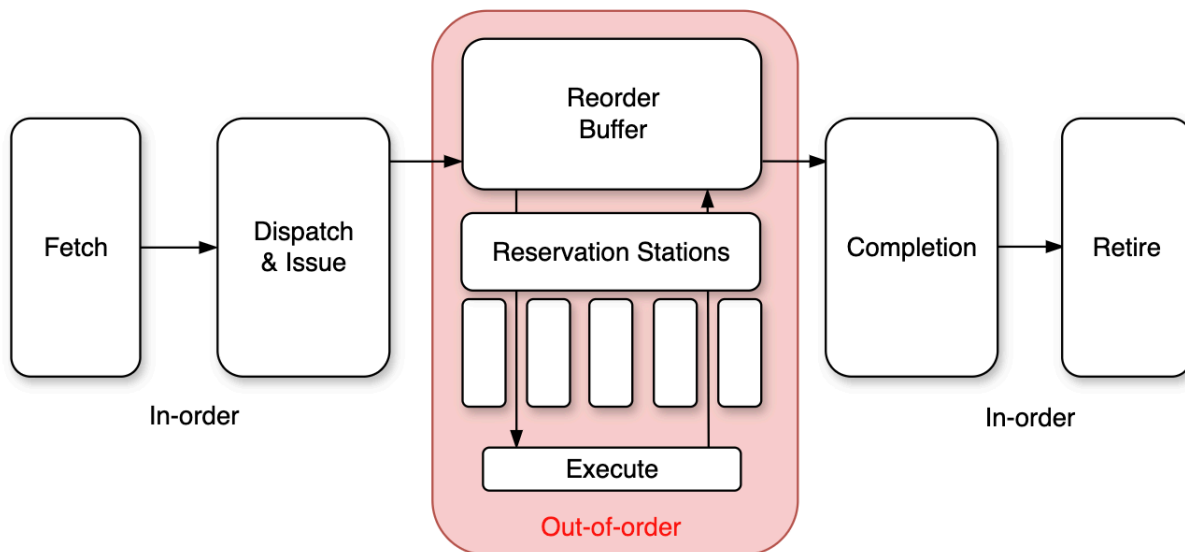 Fetch
Dispatch
& Issue
Reorder
Buffer
Reservation Stations
Execute
Completion
Retire
In-order
Out-of-order
In-order